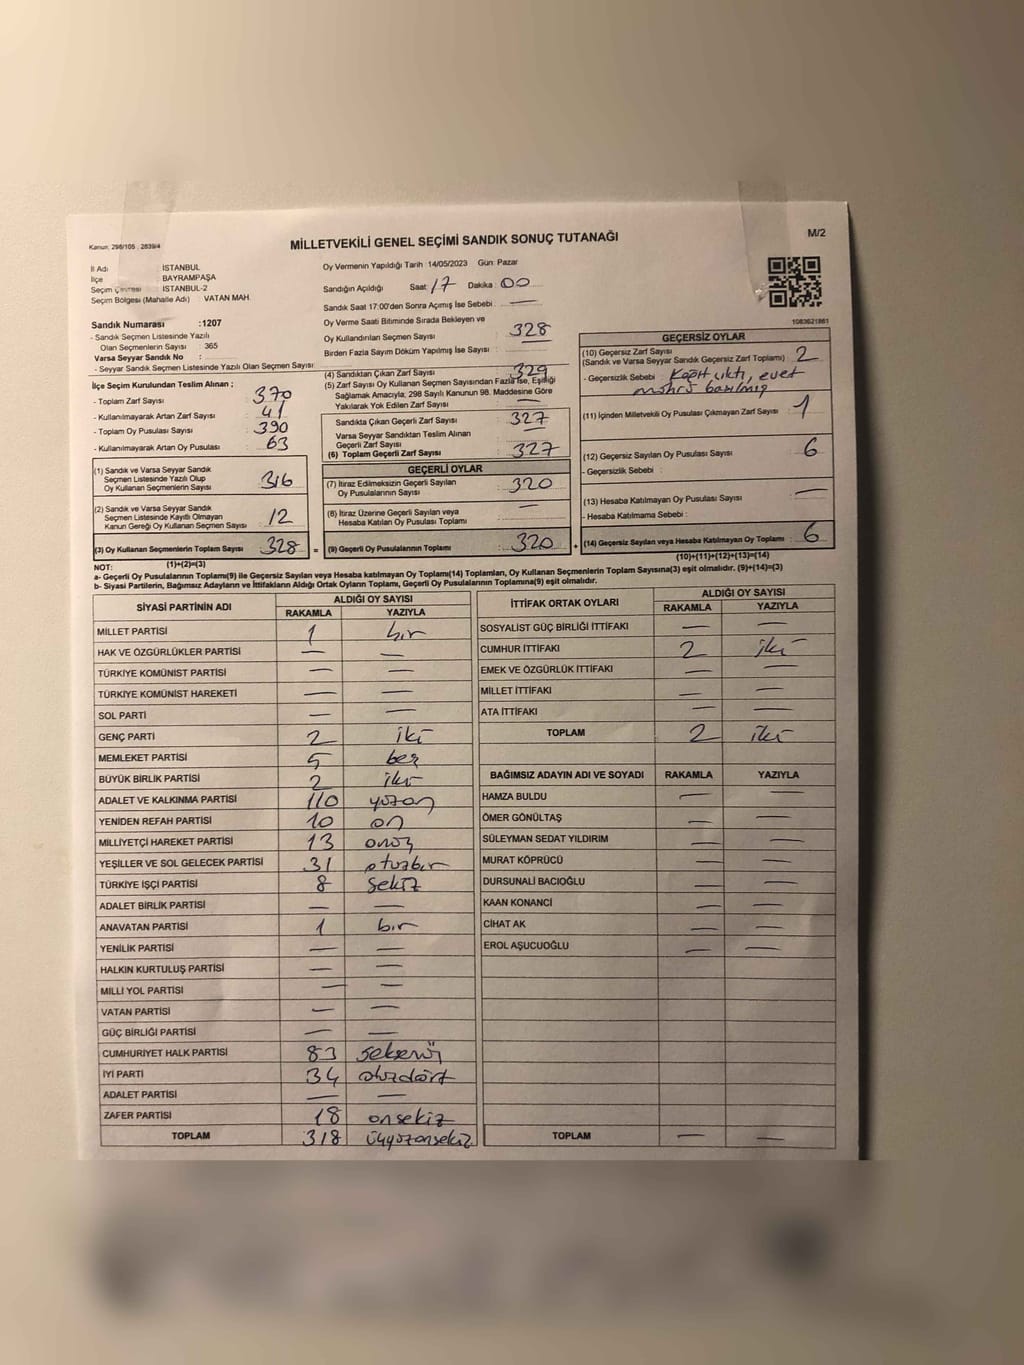 Kanun: 298/105 , 2839/4
MİLLETVEKİLİ GENEL SEÇİMİ SANDIK SONUÇ TUTANAĞI
M/2
İl Adı : İSTANBUL
İlçe : BAYRAMPAŞA
Seçim Çevresi : İSTANBUL-2
Seçim Bölgesi (Mahalle Adı) : VATAN MAH.
Sandık Numarası :1207
- Sandık Seçmen Listesinde Yazılı
Olan Seçmenlerin Sayısı : 365
Varsa Seyyar Sandık No :
- Seyyar Sandık Seçmen Listesinde Yazılı Olan Seçmen Sayısı:
İlçe Seçim Kurulundan Teslim Alınan :
- Toplam Zarf Sayısı : 370
- Kullanılmayarak Artan Zarf Sayısı : 41
- Toplam Oy Pusulası Sayısı : 390
- Kullanılmayarak Artan Oy Pusulası : 63
(1) Sandık ve Varsa Seyyar Sandık
Seçmen Listesinde Yazılı Olup
Oy Kullanan Seçmenlerin Sayısı : 316
(2) Sandık ve Varsa Seyyar Sandık
Seçmen Listesinde Kayıtlı Olmayan
Kanun Gereği Oy Kullanan Seçmen Sayısı : 12
(3) Oy Kullanan Seçmenlerin Toplam Sayısı : 328 =
(1)+(2)=(3)
Oy Vermenin Yapıldığı Tarih :14/05/2023 Gün: Pazar
Sandığın Açıldığı Saat : 17 Dakika : 00
Sandık Saat 17:00'den Sonra Açılmış İse Sebebi : —
Oy Verme Saati Bitiminde Sırada Bekleyen ve
Oy Kullandırılan Seçmen Sayısı : 328
Birden Fazla Sayım Döküm Yapılmış İse Sayısı :
(4) Sandıktan Çıkan Zarf Sayısı : 329
(5) Zarf Sayısı Oy Kullanan Seçmen Sayısından Fazla İse, Eşitliği
Sağlamak Amacıyla, 298 Sayılı Kanunun 98. Maddesine Göre
Yakılarak Yok Edilen Zarf Sayısı : —
Sandıkta Çıkan Geçerli Zarf Sayısı : 327
Varsa Seyyar Sandıktan Teslim Alınan
Geçerli Zarf Sayısı : —
(6) Toplam Geçerli Zarf Sayısı : 327
GEÇERLİ OYLAR
(7) İtiraz Edilmeksizin Geçerli Sayılan
Oy Pusulalarının Sayısı : 320
(8) İtiraz Üzerine Geçerli Sayılan veya
Hesaba Katılan Oy Pusulası Toplamı : —
(9) Geçerli Oy Pusulalarının Toplamı : 320 +
1083621861
GEÇERSİZ OYLAR
(10) Geçersiz Zarf Sayısı
(Sandık ve Varsa Seyyar Sandık Geçersiz Zarf Toplamı) : 2
- Geçersizlik Sebebi : Kağıt çıktı, evet
mührü basılmış
(11) İçinden Milletvekili Oy Pusulası Çıkmayan Zarf Sayısı : 1
(12) Geçersiz Sayılan Oy Pusulası Sayısı : 6
- Geçersizlik Sebebi :
(13) Hesaba Katılmayan Oy Pusulası Sayısı : —
- Hesaba Katılmama Sebebi :
(14) Geçersiz Sayılan veya Hesaba Katılmayan Oy Toplamı : 6
(10)+(11)+(12)+(13)=(14)
NOT:
a- Geçerli Oy Pusulalarının Toplamı(9) ile Geçersiz Sayılan veya Hesaba katılmayan Oy Toplamı(14) Toplamları, Oy Kullanan Seçmenlerin Toplam Sayısına(3) eşit olmalıdır. (9)+(14)=(3)
b- Siyasi Partilerin, Bağımsız Adayların ve İttifakların Aldığı Ortak Oyların Toplamı, Geçerli Oy Pusulalarının Toplamına(9) eşit olmalıdır.
SİYASİ PARTİNİN ADI ALDIĞI OY SAYISI
RAKAMLA YAZIYLA
MİLLET PARTİSİ 1 bir
HAK VE ÖZGÜRLÜKLER PARTİSİ — —
TÜRKİYE KOMÜNİST PARTİSİ — —
TÜRKİYE KOMÜNİST HAREKETİ — —
SOL PARTİ — —
GENÇ PARTİ 2 iki
MEMLEKET PARTİSİ 5 beş
BÜYÜK BİRLİK PARTİSİ 2 iki
ADALET VE KALKINMA PARTİSİ 110 yüzon
YENİDEN REFAH PARTİSİ 10 on
MİLLİYETÇİ HAREKET PARTİSİ 13 onüç
YEŞİLLER VE SOL GELECEK PARTİSİ 31 otuzbir
TÜRKİYE İŞÇİ PARTİSİ 8 sekiz
ADALET BİRLİK PARTİSİ — —
ANAVATAN PARTİSİ 1 bir
YENİLİK PARTİSİ — —
HALKIN KURTULUŞ PARTİSİ — —
MİLLİ YOL PARTİSİ — —
VATAN PARTİSİ — —
GÜÇ BİRLİĞİ PARTİSİ — —
CUMHURİYET HALK PARTİSİ 83 seksenüç
İYİ PARTİ 34 otuzdört
ADALET PARTİSİ — —
ZAFER PARTİSİ 18 onsekiz
TOPLAM 318 üçyüzonsekiz
İTTİFAK ORTAK OYLARI ALDIĞI OY SAYISI
RAKAMLA YAZIYLA
SOSYALİST GÜÇ BİRLİĞİ İTTİFAKI — —
CUMHUR İTTİFAKI 2 iki
EMEK VE ÖZGÜRLÜK İTTİFAKI — —
MİLLET İTTİFAKI — —
ATA İTTİFAKI — —
TOPLAM 2 iki
BAĞIMSIZ ADAYIN ADI VE SOYADI RAKAMLA YAZIYLA
HAMZA BULDU — —
ÖMER GÖNÜLTAŞ — —
SÜLEYMAN SEDAT YILDIRIM — —
MURAT KÖPRÜCÜ — —
DURSUNALİ BACIOĞLU — —
KAAN KONANCİ — —
CİHAT AK — —
EROL AŞUCUOĞLU — —
TOPLAM — —